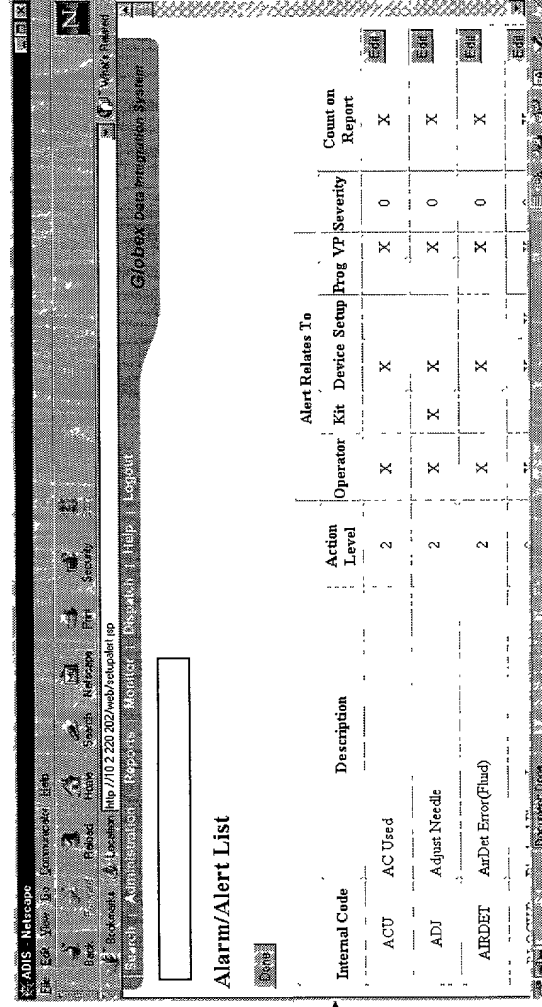 ADIS - Netscape
File Edit View Go Communicator Help
Back Reload Home Search Netscape Print Security
Bookmarks Location http://10.2.220.202/web/setupalert.jsp What's Related
Globex Data Integration System
Search | Administration | Reports | Monitor | Dispatch | Help | Logout
Alarm/Alert List
Done
Alert Relates To
Internal Code Description Action Level Operator Kit Device Setup Prog VP Severity Count on Report
ACU AC Used 2 X X X 0 X Edit
ADJ Adjust Needle 2 X X X X 0 X Edit
AIRDET AirDet Error(Fluid) 2 X X X 0 X Edit
Edit
Document: Done